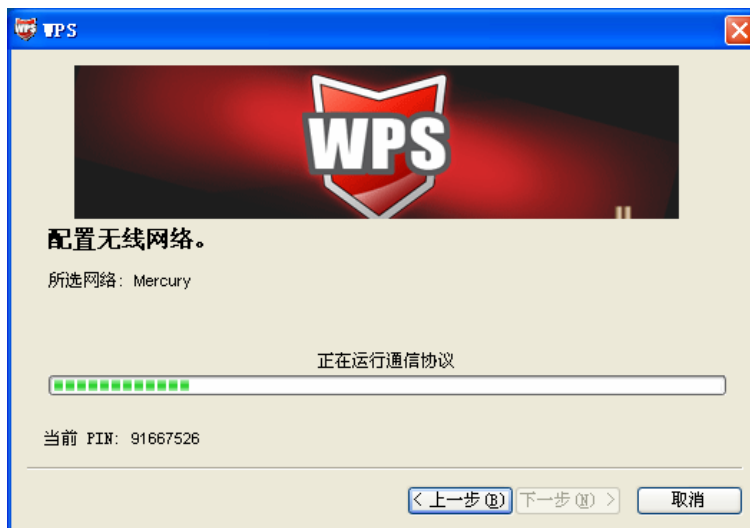 WPS
WPS
配置无线网络。
所选网络: Mercury
正在运行通信协议
当前 PIN: 91667526
< 上一步(B) 下一步(N) > 取消